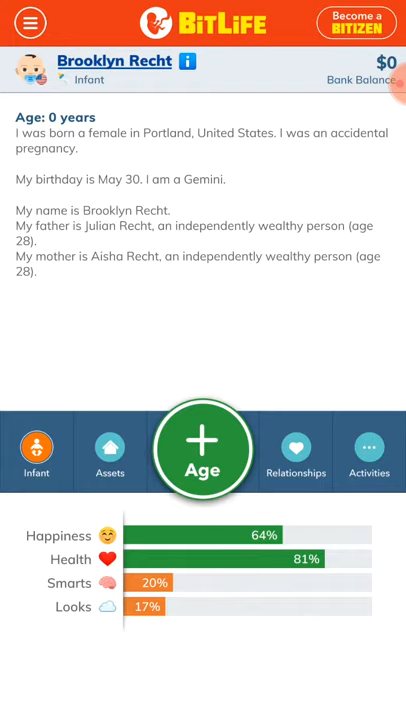 BitLife
Become a
BITIZEN
Brooklyn Recht
Infant
$0
Bank Balance
Age: 0 years
I was born a female in Portland, United States. I was an accidental
pregnancy.
My birthday is May 30. I am a Gemini.
My name is Brooklyn Recht.
My father is Julian Recht, an independently wealthy person (age
28).
My mother is Aisha Recht, an independently wealthy person (age
28).
Infant
Assets
Age
Relationships
Activities
Happiness
64%
Health
81%
Smarts
20%
Looks
17%